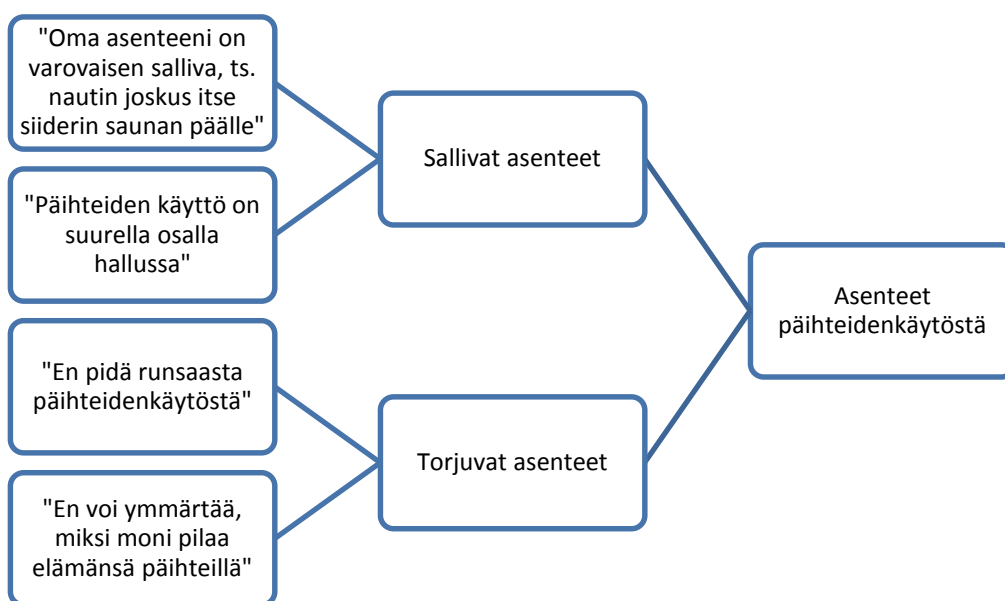 "Oma asenteeni on
varovaisen salliva, ts.
nautin joskus itse
siiderin saunan päälle"
"Päihteiden käyttö on
suurella osalla
hallussa"
Sallivat asenteet
"En pidä runsaasta
päihteidenkäytöstä"
"En voi ymmärtää,
miksi moni pilaa
elämänsä päihteillä"
Torjuvat asenteet
Asenteet
päihteidenkäytöstä